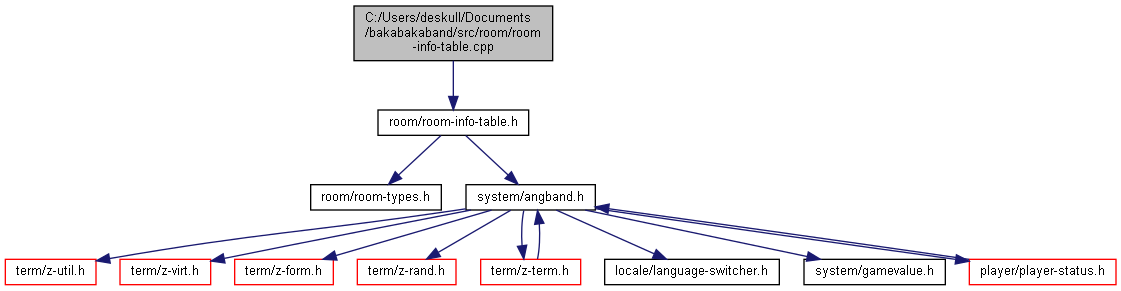 C:/Users/deskull/Documents
/bakabakaband/src/room/room
-info-table.cpp
room/room-info-table.h
room/room-types.h
system/angband.h
term/z-util.h
term/z-virt.h
term/z-form.h
term/z-rand.h
term/z-term.h
locale/language-switcher.h
system/gamevalue.h
player/player-status.h